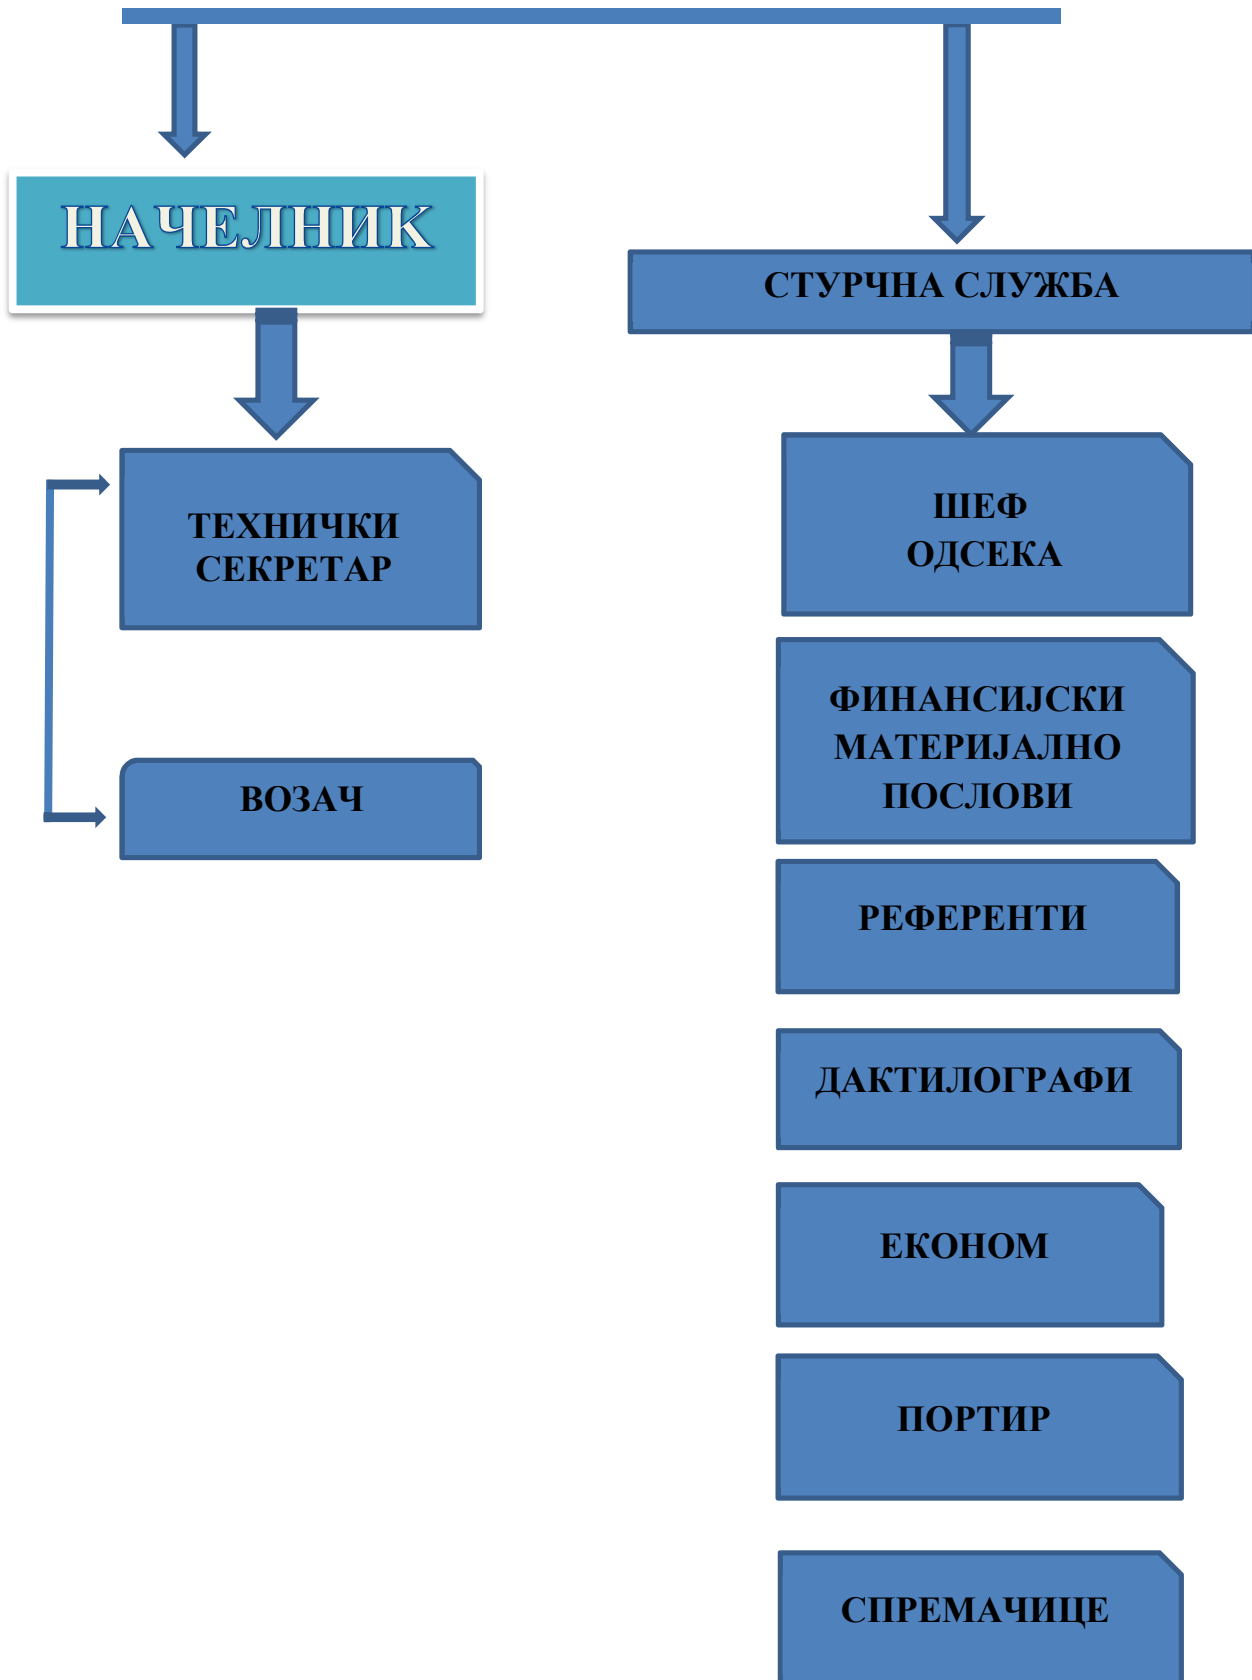 НАЧЕЛНИК
ТЕХНИЧКИ
СЕКРЕТАР
ВОЗАЧ
СТУРЧНА СЛУЖБА
ШЕФ
ОДСЕКА
ФИНАНСИЈСКИ
МАТЕРИЈАЛНО
ПОСЛОВИ
РЕФЕРЕНТИ
ДАКТИЛОГРАФИ
ЕКОНОМ
ПОРТИР
СПРЕМАЧИЦЕ